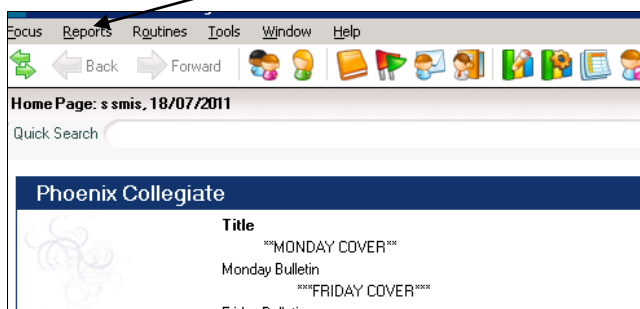 Focus Reports Routines Tools Window Help
Back Forward
Home Page: s smis, 18/07/2011
Quick Search
Phoenix Collegiate
Title
**MONDAY COVER**
Monday Bulletin
***FRIDAY COVER***